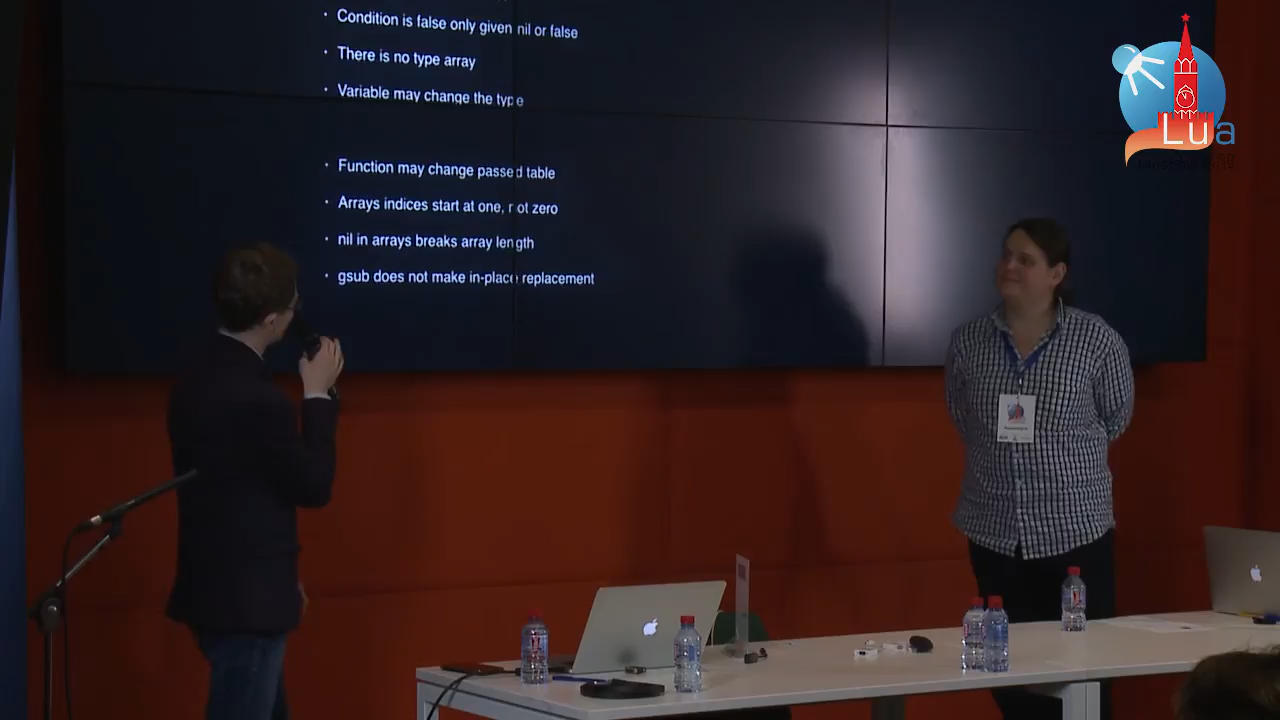 · Condition is false only given nil or false
· There is no type array
· Variable may change the type
· Function may change passed table
· Arrays indices start at one, not zero
· nil in arrays breaks array length
· gsub does not make in-place replacement
Lua